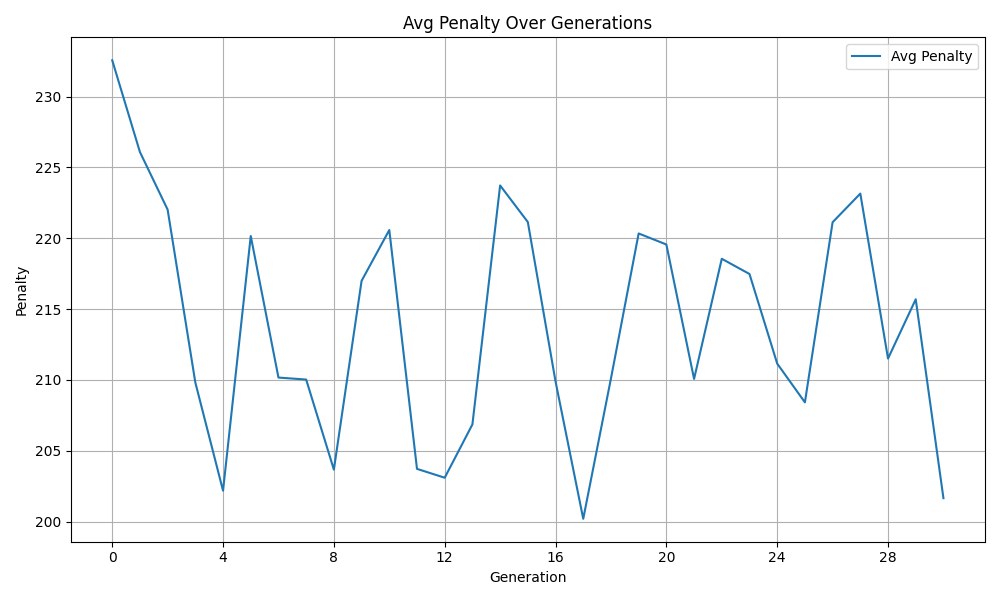 Avg Penalty Over Generations
Avg Penalty
230
225
220
215
210
205
200
Penalty
0 4 8 12 16 20 24 28
Generation